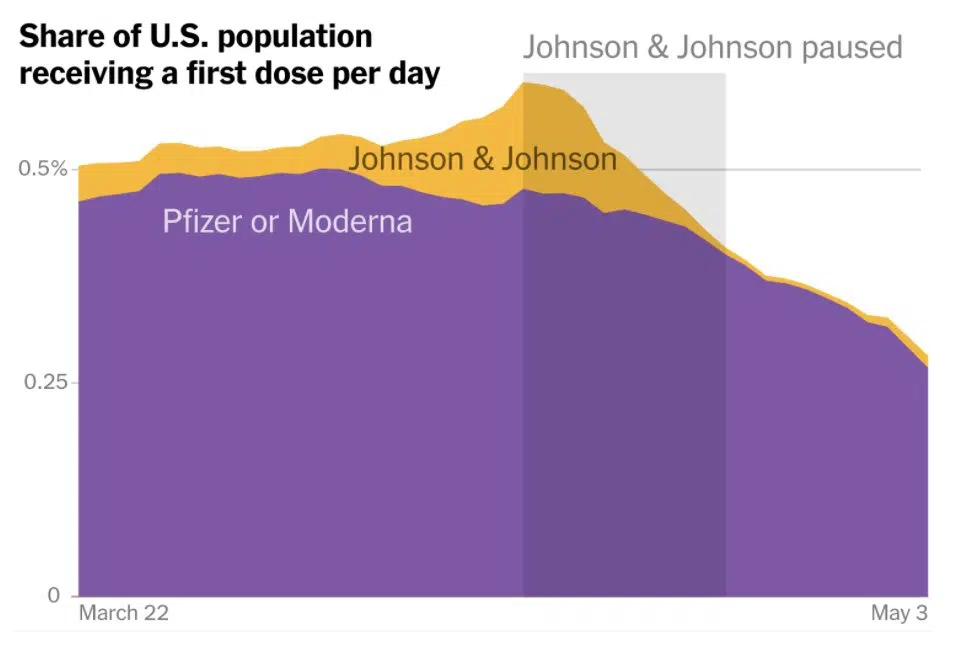 Share of U.S. population
receiving a first dose per day
Johnson & Johnson paused
0.5%
Johnson & Johnson
Pfizer or Moderna
0.25
0
March 22
May 3